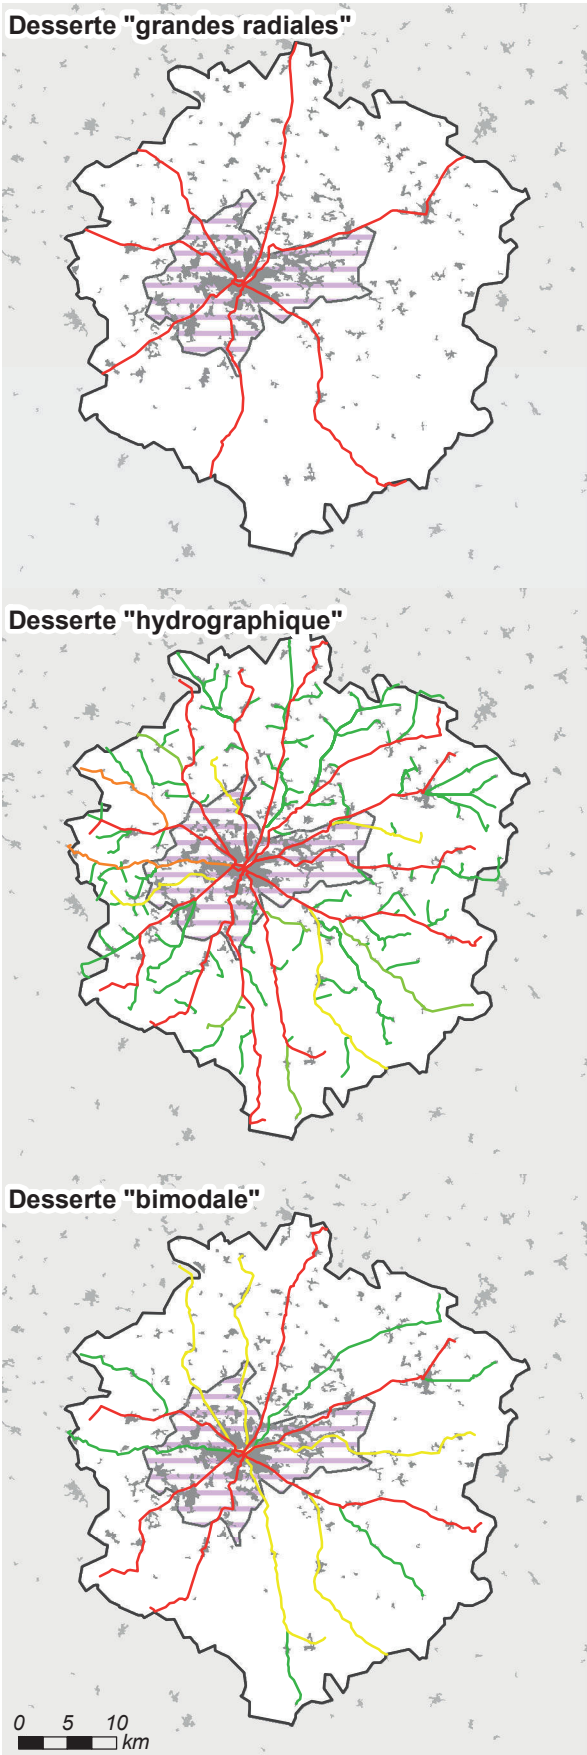 Desserte "grandes radiales"
Desserte "hydrographique"
Desserte "bimodale"
0 5 10
km